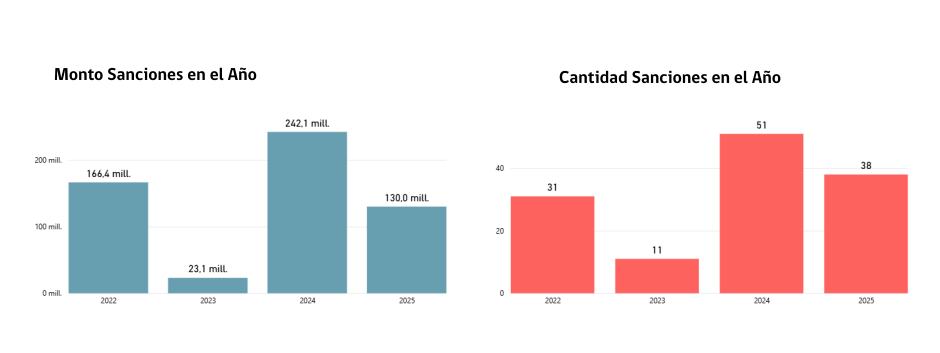 Monto Sanciones en el Año
242,1 mill.
200 mill.
166,4 mill.
130,0 mill.
100 mill.
23,1 mill.
0 mill.
2022
2023
2024
2025
Cantidad Sanciones en el Año
51
40
38
31
20
11
0
2022
2023
2024
2025